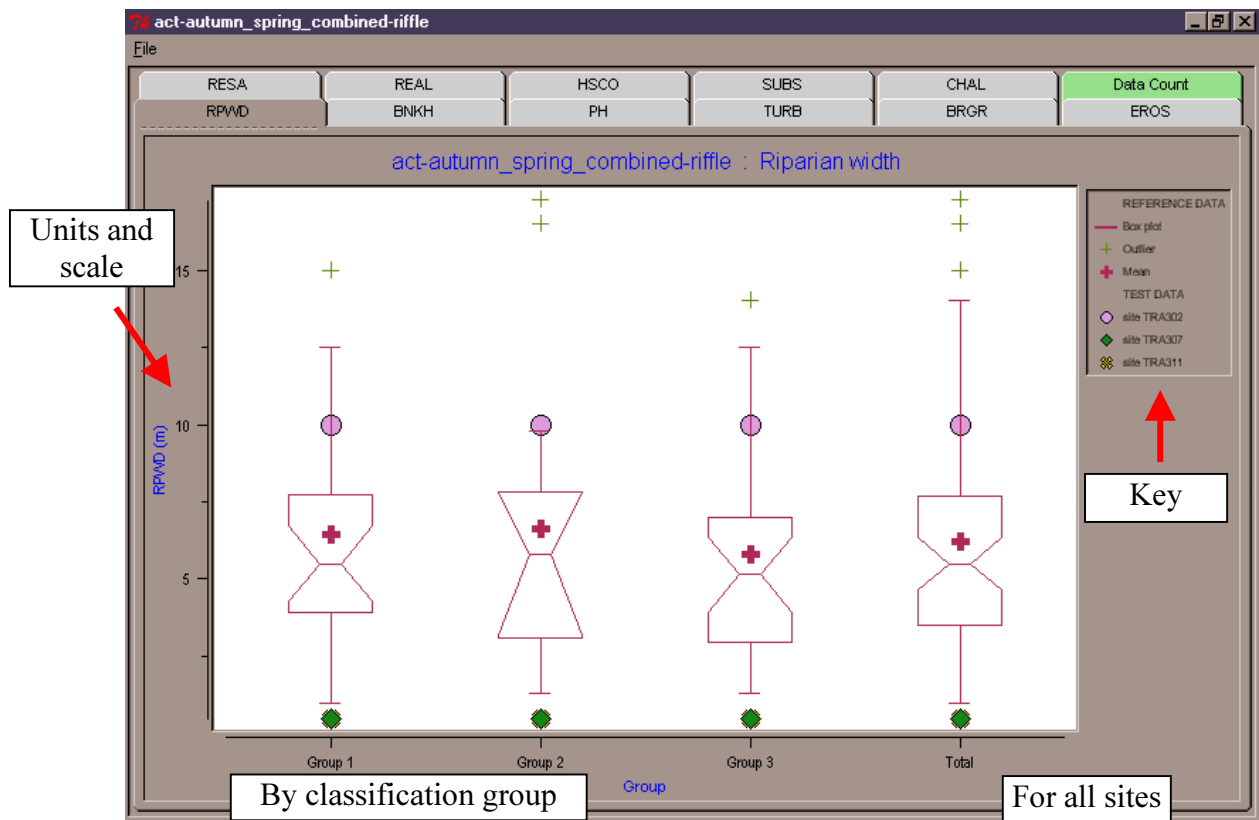 act-autumn_spring_combined-riffle
File
RESA REAL HSCO SUBS CHAL Data Count
RPWD BNKH PH TURB BRGR EROS
act-autumn_spring_combined-riffle : Riparian width
Units and
scale
15
10
5
RPWD (m)
REFERENCE DATA
Box plot
Outlier
Mean
TEST DATA
site TRA302
site TRA307
site TRA311
Key
Group 1 Group 2 Group 3 Total
Group
By classification group
For all sites